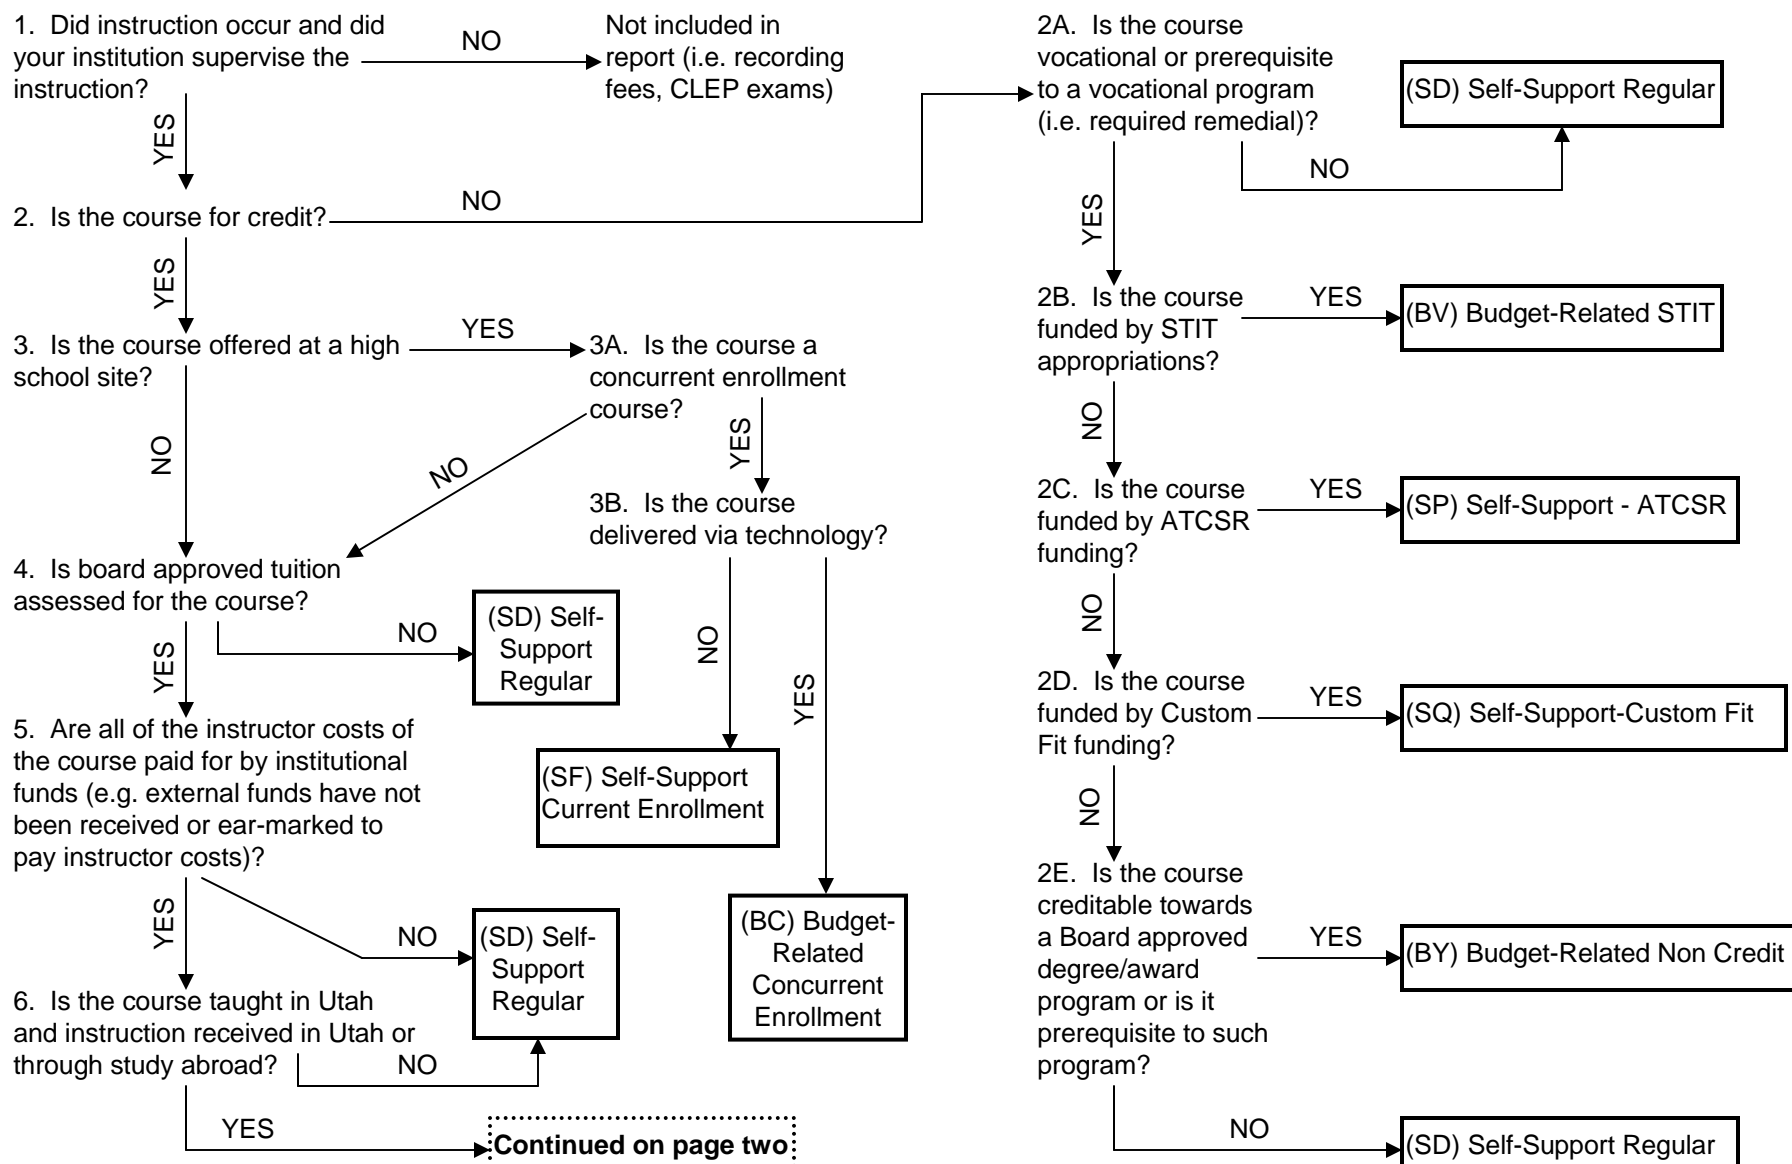 1.  Did instruction occur and did
your institution supervise the
instruction?
NO
Not included in
report (i.e. recording
fees, CLEP exams)
YES
2.  Is the course for credit?
NO
YES
3.  Is the course offered at a high
school site?
YES
NO
3A.  Is the course a
concurrent enrollment
course?
NO
YES
3B.  Is the course
delivered via technology?
NO
YES
(SF) Self-Support
Current Enrollment
(BC) Budget-
Related
Concurrent
Enrollment
4.  Is board approved tuition
assessed for the course?
NO
(SD) Self-
Support
Regular
YES
5.  Are all of the instructor costs of
the course paid for by institutional
funds (e.g. external funds have not
been received or ear-marked to
pay instructor costs)?
NO
(SD) Self-
Support
Regular
YES
6.  Is the course taught in Utah
and instruction received in Utah or
through study abroad?
NO
YES
Continued on page two
2A.  Is the course
vocational or prerequisite
to a vocational program
(i.e. required remedial)?
(SD) Self-Support Regular
NO
YES
2B.  Is the course
funded by STIT
appropriations?
YES
(BV) Budget-Related STIT
NO
2C.  Is the course
funded by ATCSR
funding?
YES
(SP) Self-Support - ATCSR
NO
2D.  Is the course
funded by Custom
Fit funding?
YES
(SQ) Self-Support-Custom Fit
NO
2E.  Is the course
creditable towards
a Board approved
degree/award
program or is it
prerequisite to such
program?
YES
(BY) Budget-Related Non Credit
NO
(SD) Self-Support Regular